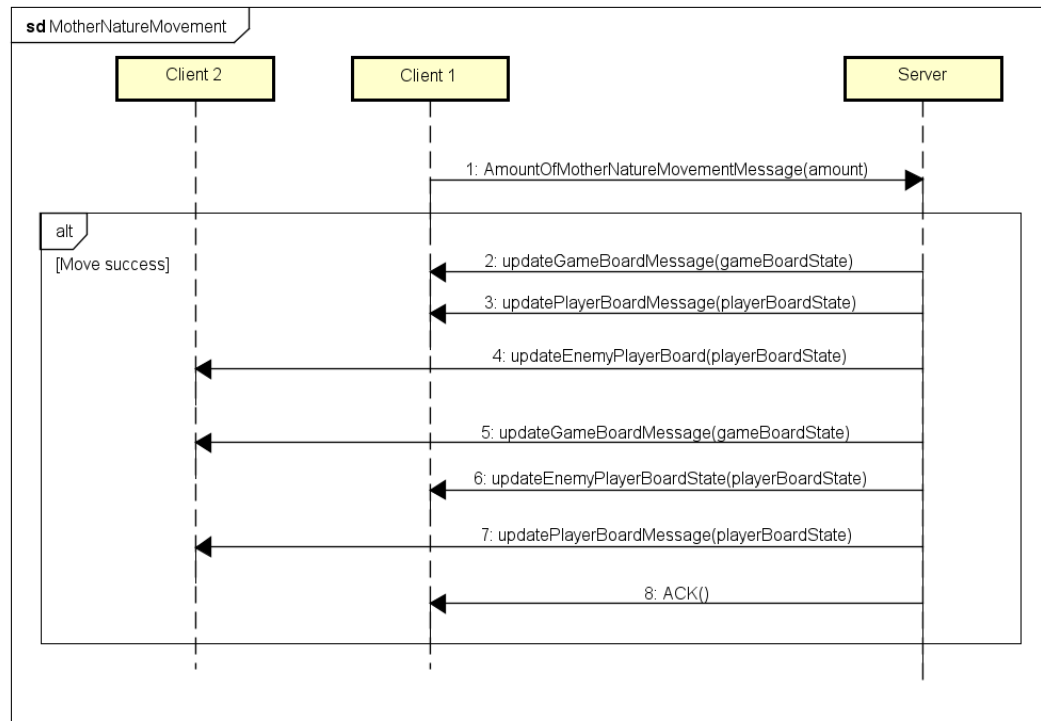 sd MotherNatureMovement
Client 2
Client 1
Server
1: AmountOfMotherNatureMovementMessage(amount)
alt
[Move success]
2: updateGameBoardMessage(gameBoardState)
3: updatePlayerBoardMessage(playerBoardState)
4: updateEnemyPlayerBoard(playerBoardState)
5: updateGameBoardMessage(gameBoardState)
6: updateEnemyPlayerBoardState(playerBoardState)
7: updatePlayerBoardMessage(playerBoardState)
8: ACK()